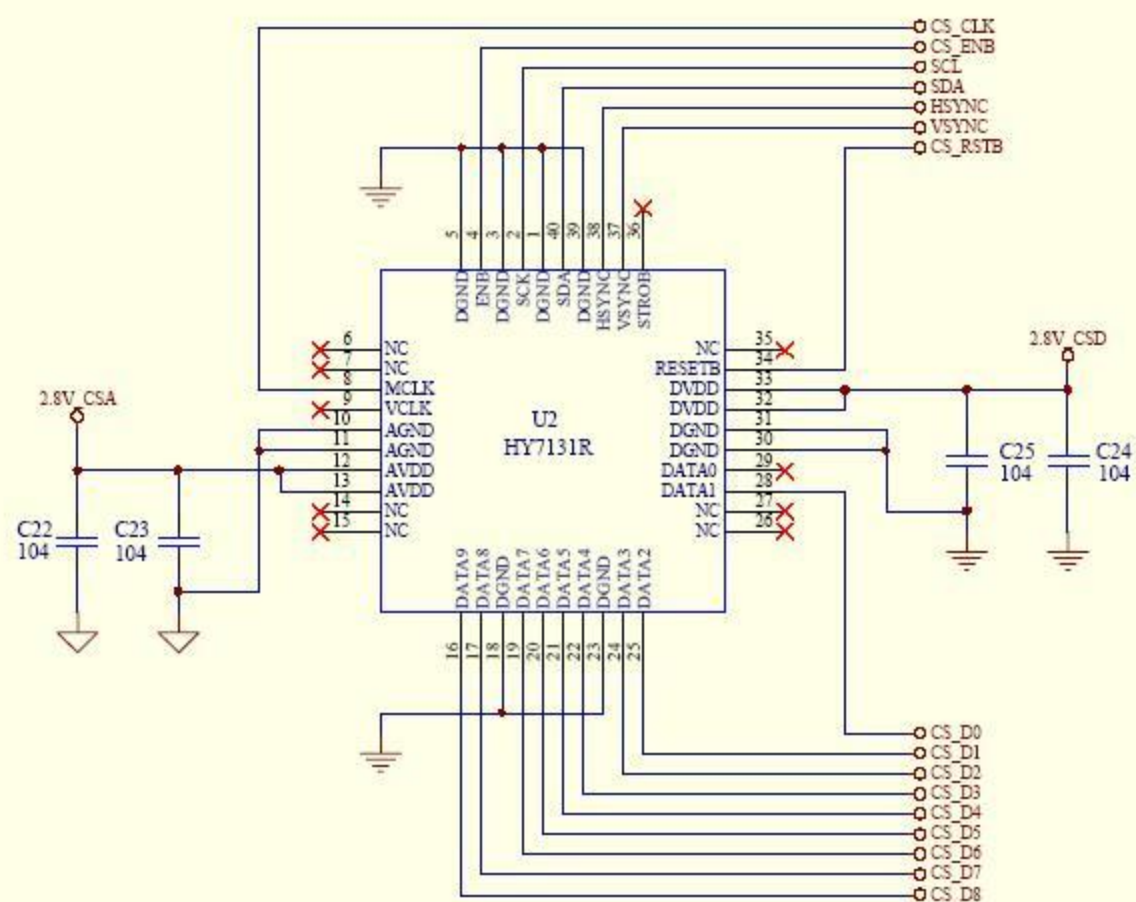 CS_CLK
CS_ENB
SCL
SDA
HSYNC
VSYNC
CS_RSTB
5 4 3 2 1 40 39 38 37 36
DGND ENB DGND SCK DGND SDA DGND HSYNC VSYNC STROB
6 NC
7 NC
8 MCLK
9 VCLK
10 AGND
11 AGND
12 AVDD
13 AVDD
14 NC
15 NC
U2
HY7131R
NC 35
RESETB 34
DVDD 33
DVDD 32
DGND 31
DGND 30
DATA0 29
DATA1 28
NC 27
NC 26
2.8V_CSA
C22
104
C23
104
2.8V_CSD
C25
104
C24
104
DATA9 DATA8 DGND DATA7 DATA6 DATA5 DATA4 DGND DATA3 DATA2
16 17 18 19 20 21 22 23 24 25
CS_D0
CS_D1
CS_D2
CS_D3
CS_D4
CS_D5
CS_D6
CS_D7
CS_D8